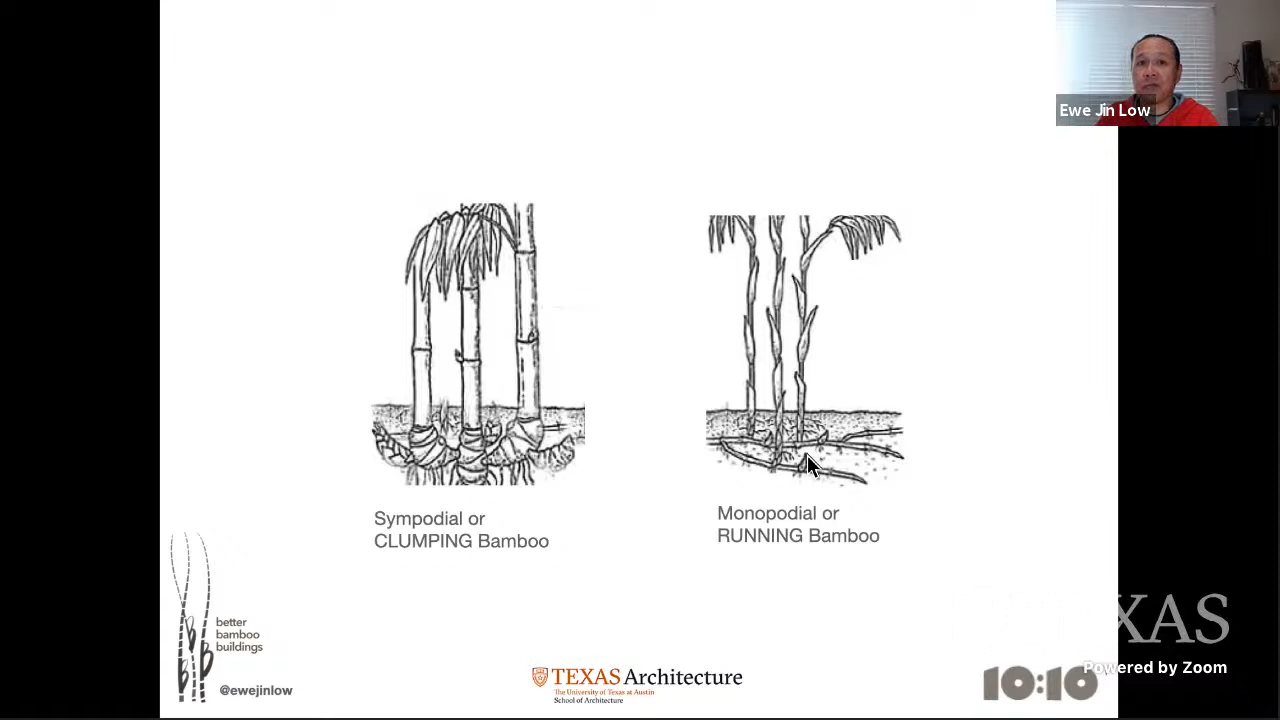 Ewe Jin Low
Sympodial or
CLUMPING Bamboo
Monopodial or
RUNNING Bamboo
better
bamboo
buildings
@ewejinlow
TEXAS Architecture
The University of Texas at Austin
School of Architecture
10:10
XAS
Powered by Zoom